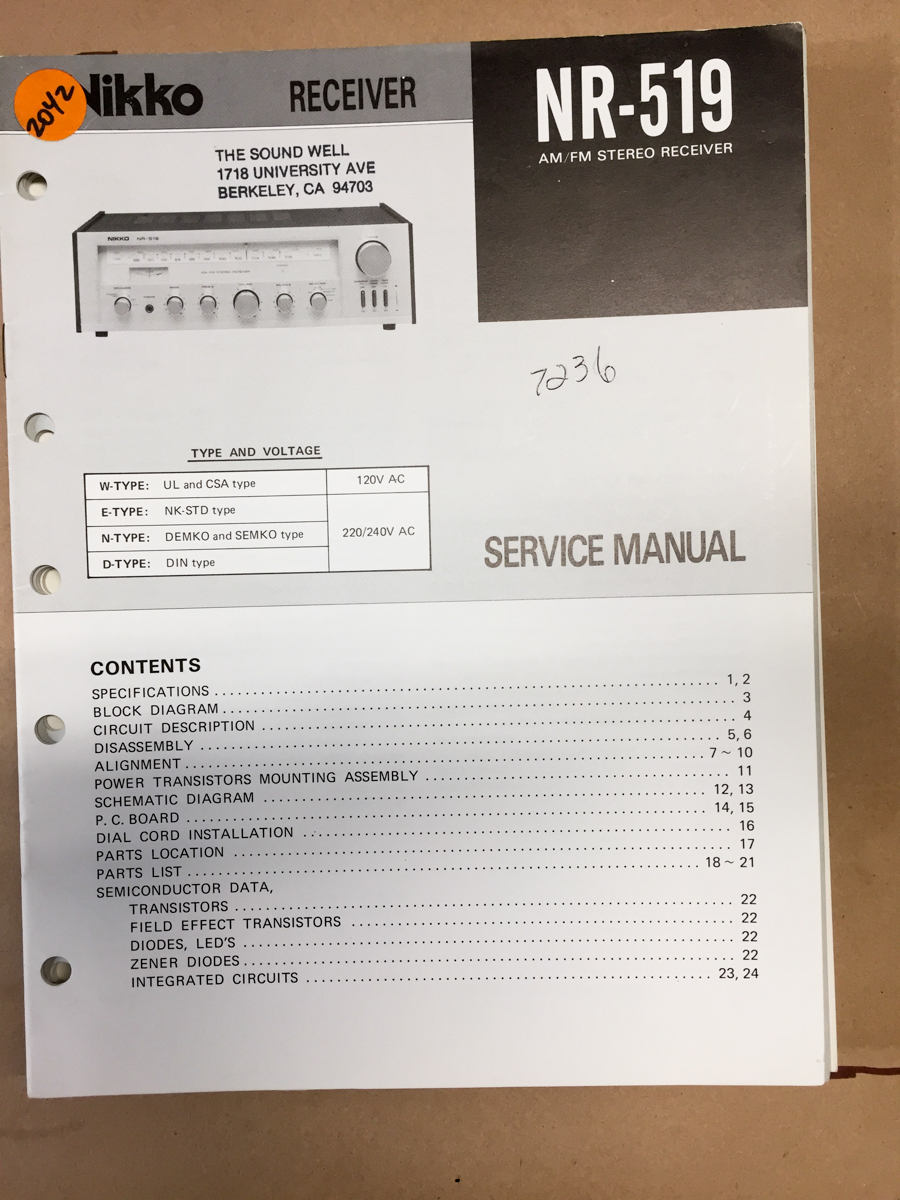 2042
Nikko
RECEIVER
NR-519
AM/FM STEREO RECEIVER
THE SOUND WELL
1718 UNIVERSITY AVE
BERKELEY, CA 94703
NIKKO NR-519
7236
TYPE AND VOLTAGE
W-TYPE: UL and CSA type 120V AC
E-TYPE: NK-STD type
N-TYPE: DEMKO and SEMKO type 220/240V AC
D-TYPE: DIN type
SERVICE MANUAL
CONTENTS
SPECIFICATIONS 1, 2
BLOCK DIAGRAM 3
CIRCUIT DESCRIPTION 4
DISASSEMBLY 5, 6
ALIGNMENT 7 ~ 10
POWER TRANSISTORS MOUNTING ASSEMBLY 11
SCHEMATIC DIAGRAM 12, 13
P. C. BOARD 14, 15
DIAL CORD INSTALLATION 16
PARTS LOCATION 17
PARTS LIST 18 ~ 21
SEMICONDUCTOR DATA,
TRANSISTORS 22
FIELD EFFECT TRANSISTORS 22
DIODES, LED'S 22
ZENER DIODES 22
INTEGRATED CIRCUITS 23, 24